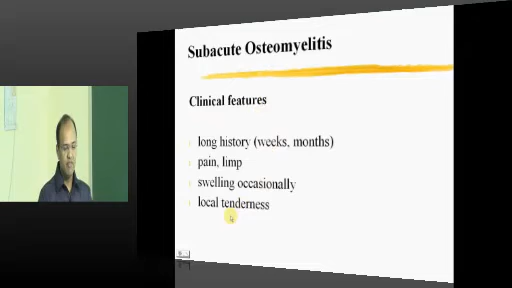 Subacute Osteomyelitis
Clinical features
long history (weeks, months)
pain, limp
swelling occasionally
local tenderness